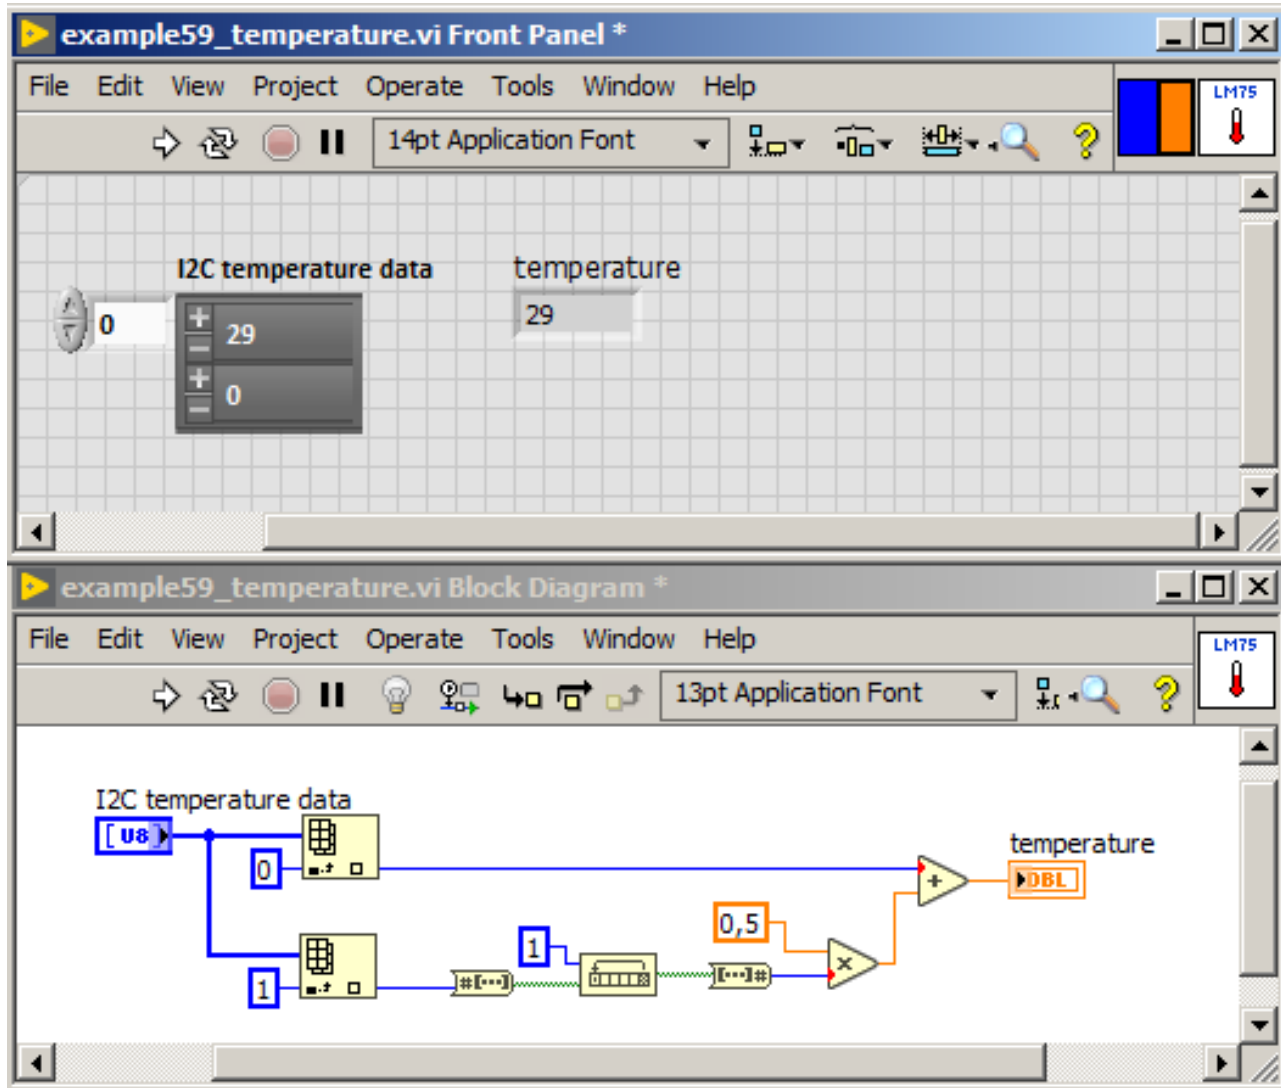 example59_temperature.vi Front Panel *
File Edit View Project Operate Tools Window Help
LM75
14pt Application Font
I2C temperature data
temperature
0
29
29
0
example59_temperature.vi Block Diagram *
File Edit View Project Operate Tools Window Help
LM75
13pt Application Font
I2C temperature data
[U8]
0
temperature
DBL
+
0,5
1
1
#[...]
[...]#
×